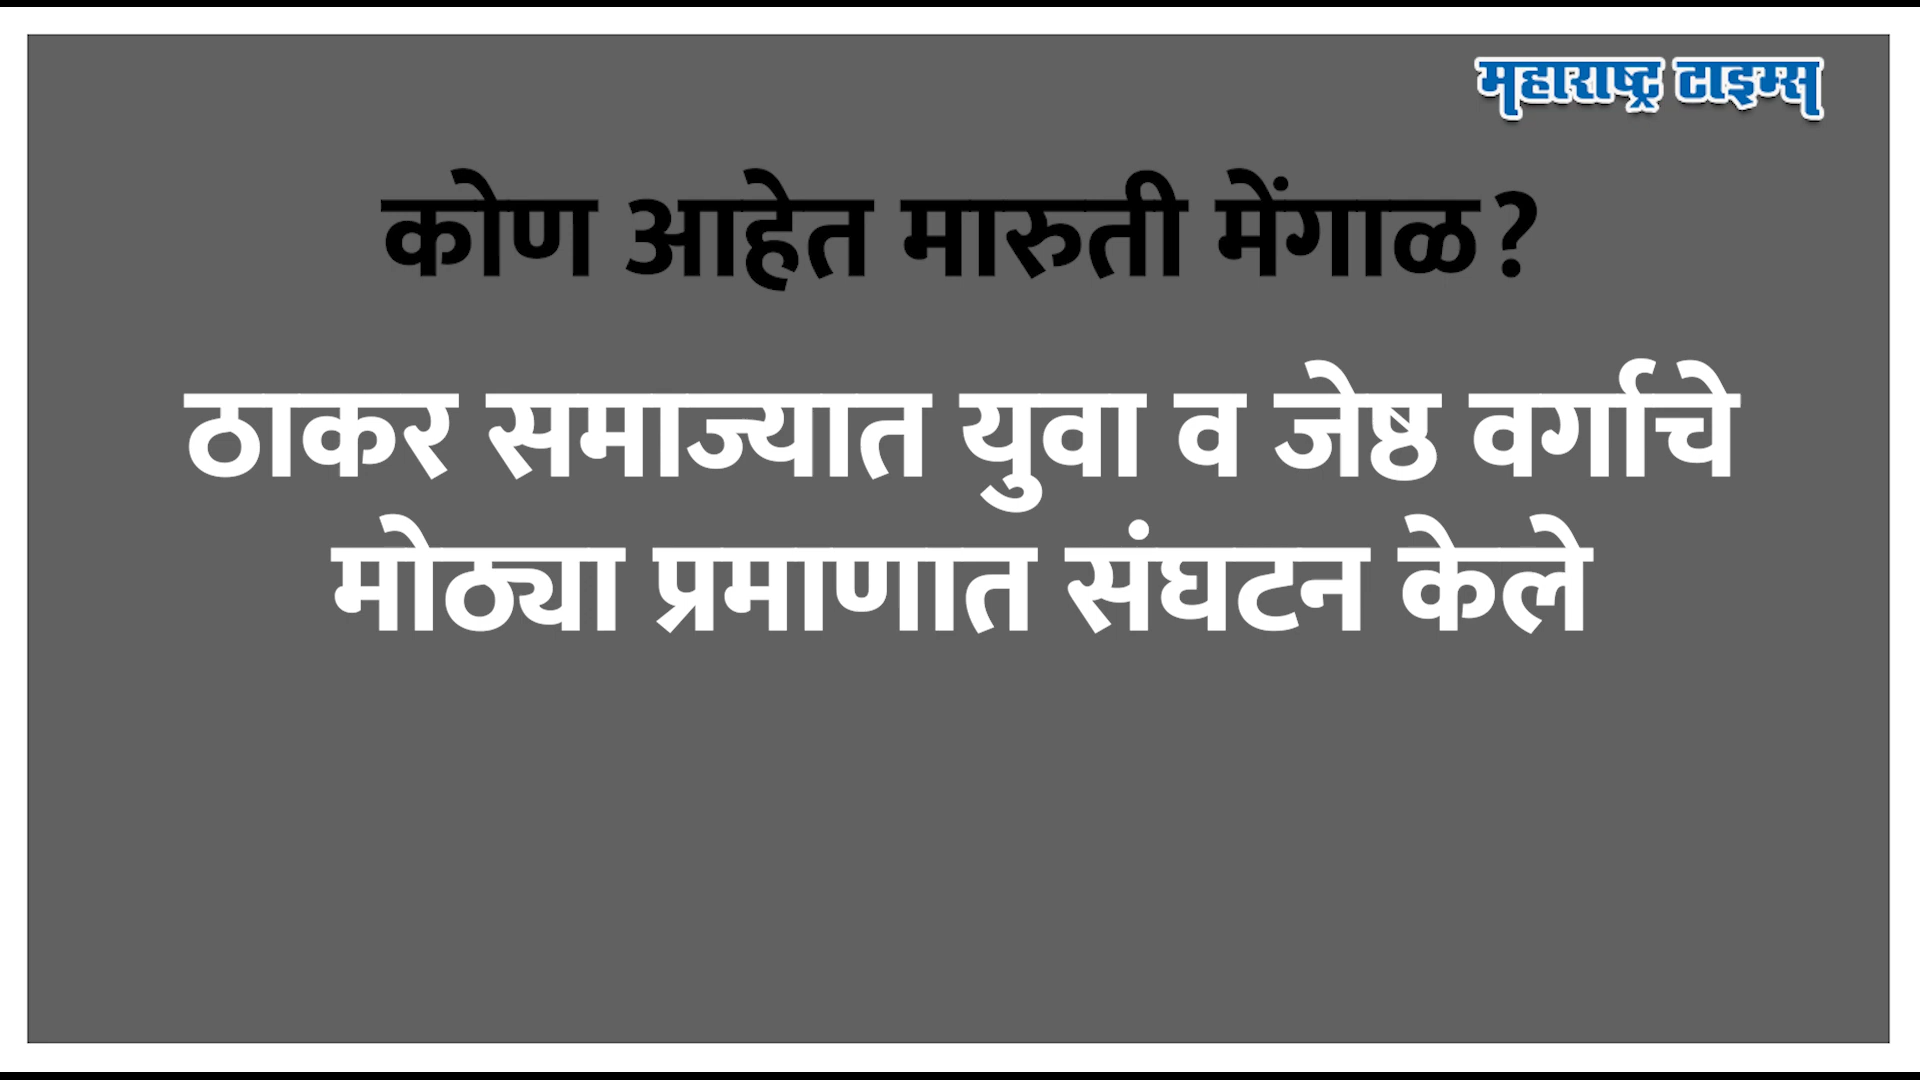 महाराष्ट्र टाइम्स
कोण आहेत मारुती मेंगाळ?
ठाकर समाज्यात युवा व जेष्ठ वर्गाचे
मोठ्या प्रमाणात संघटन केले